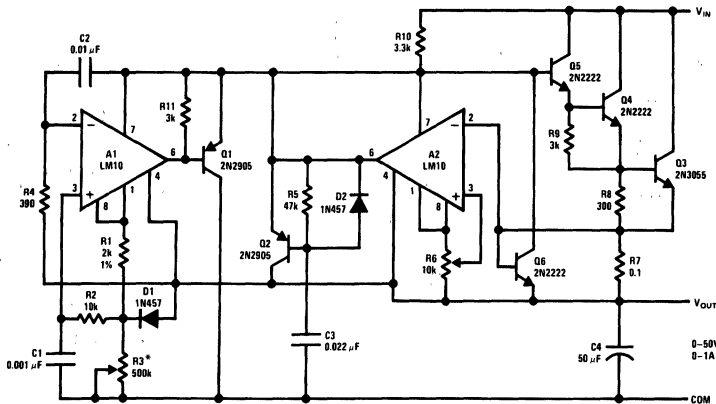 V_IN
R10
3.3k
C2
0.01 μF
Q5
2N2222
Q4
2N2222
R11
3k
2
7
A1
LM10
6
4
3
+
−
1
8
Q1
2N2905
6
7
2
A2
LM10
−
+
4
1
8
3
R9
3k
Q3
2N3055
R4
390
R5
47k
D2
1N457
R8
300
R1
2k
1%
Q2
2N2905
R6
10k
Q6
2N2222
R7
0.1
R2
10k
D1
1N457
V_OUT
C1
0.001 μF
R3*
500k
C3
0.022 μF
C4
50 μF
0-50V
0-1A
COM